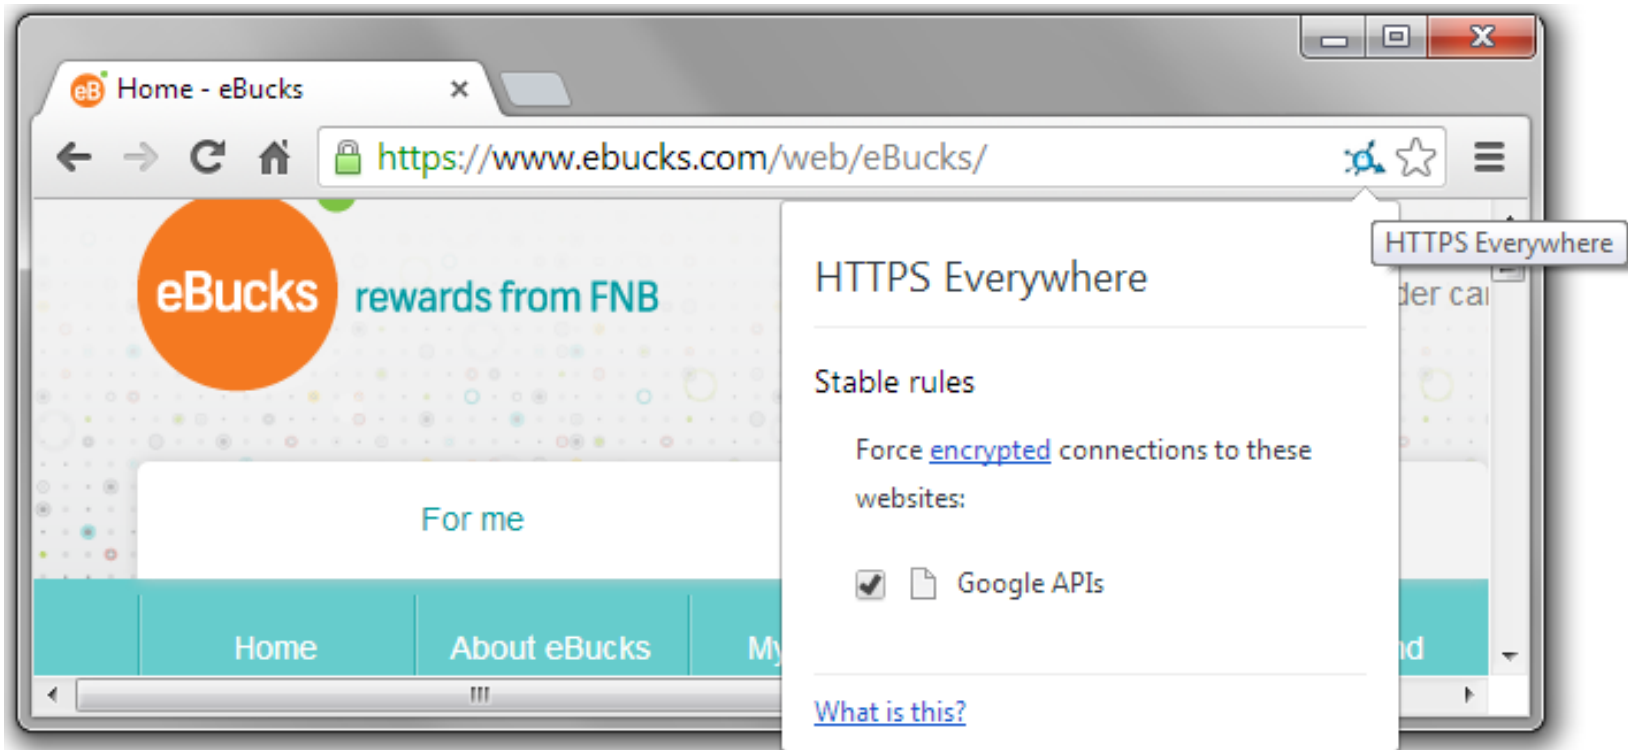 eB Home - eBucks
https://www.ebucks.com/web/eBucks/
HTTPS Everywhere
eBucks rewards from FNB
HTTPS Everywhere
Stable rules
Force encrypted connections to these
websites:
Google APIs
What is this?
For me
Home About eBucks